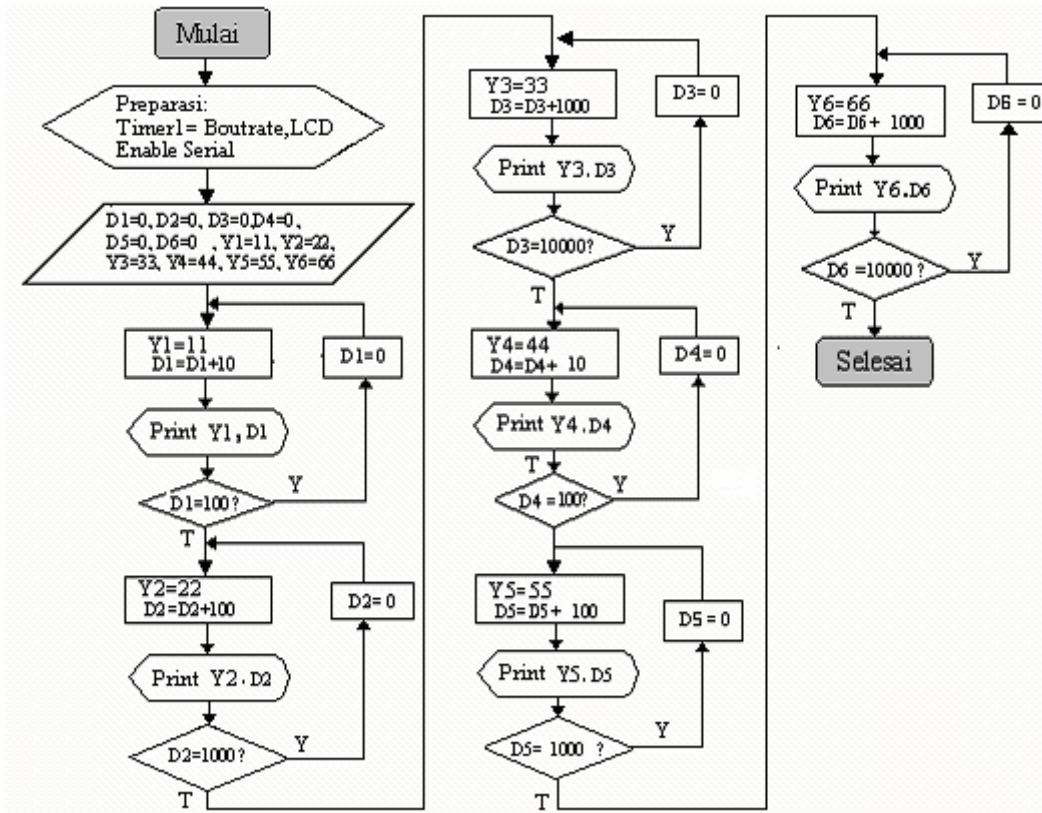 Mulai
Preparasi:
Timer1= Boutrate,LCD
Enable Serial
D1=0, D2=0, D3=0,D4=0,
D5=0, D6=0 , Y1=11, Y2=22,
Y3=33, Y4=44, Y5=55, Y6=66
Y1=11
D1=D1+10
D1=0
Print Y1,D1
D1=100?
Y
T
Y2=22
D2=D2+100
D2=0
Print Y2.D2
D2=1000?
Y
T
Y3=33
D3=D3+1000
D3=0
Print Y3.D3
D3=10000?
Y
T
Y4=44
D4=D4+ 10
D4=0
Print Y4.D4
T
D4=100?
Y
Y5=55
D5=D5+ 100
D5=0
Print Y5.D5
D5= 1000 ?
Y
T
Y6=66
D6=D6+ 1000
D6 =0
Print Y6.D6
D6 =10000 ?
Y
T
Selesai